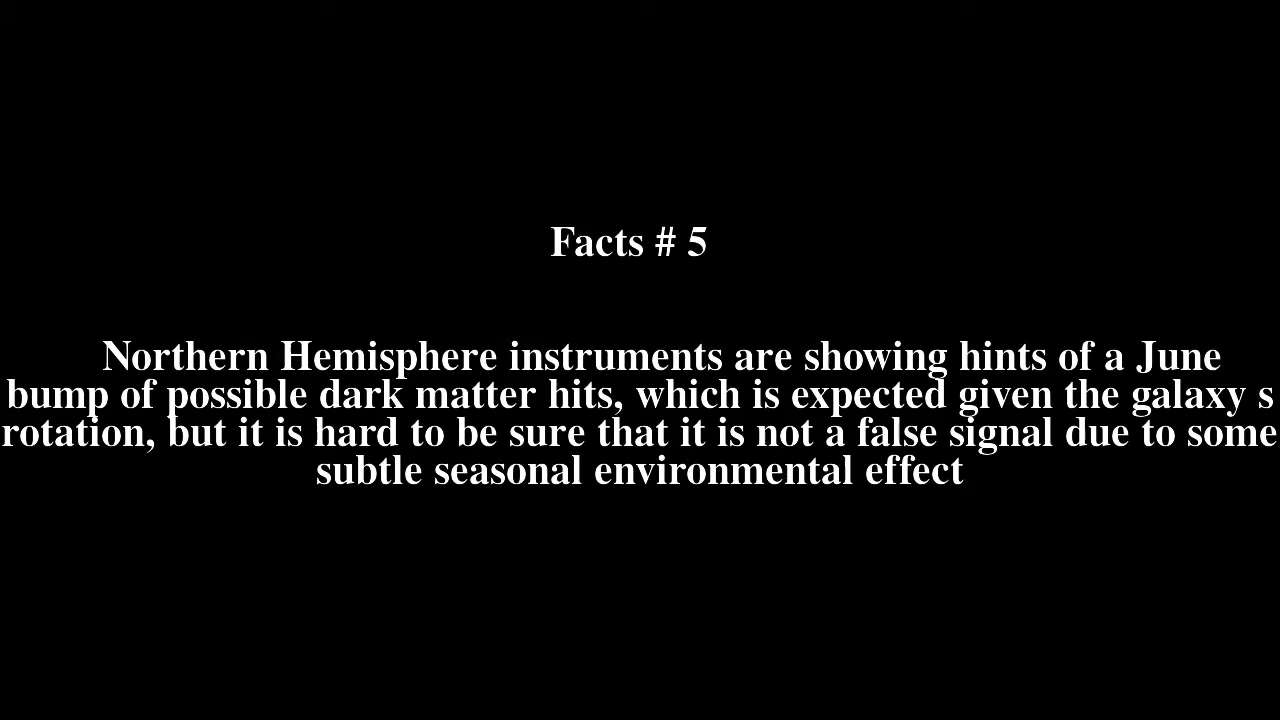 Facts # 5
Northern Hemisphere instruments are showing hints of a June
bump of possible dark matter hits, which is expected given the galaxy s
rotation, but it is hard to be sure that it is not a false signal due to some
subtle seasonal environmental effect